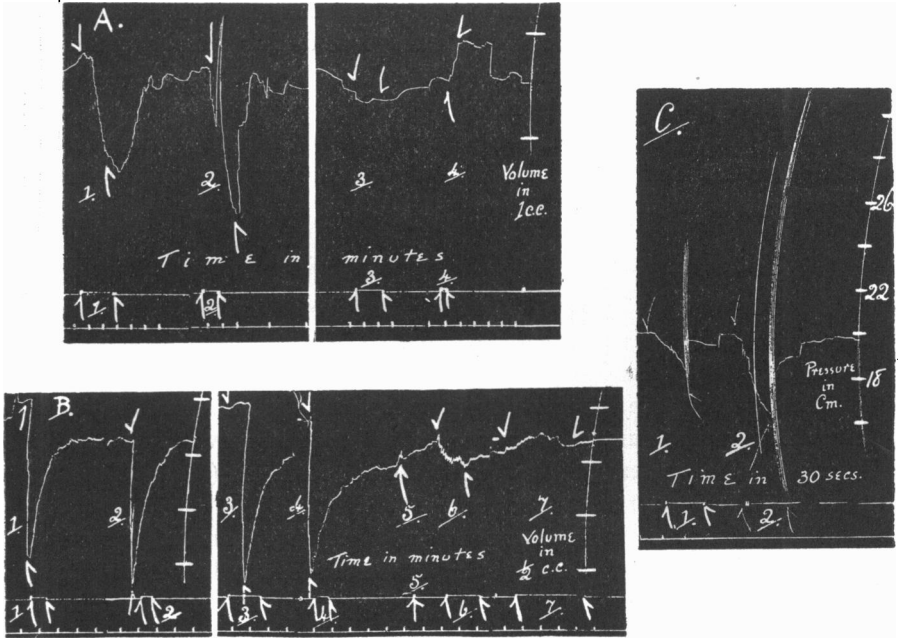 A.
1.
2.
3
4.
Volume
in
1c.c.
Time in minutes
3.
4.
1.
2
B.
1
2
3
4
5
6
7
Volume
in
½ c.c.
Time in minutes
5.
1
2
3
4
6
7
C.
26
22
18
Pressure
in
Cm.
1.
2.
Time in 30 secs.
1.
2.